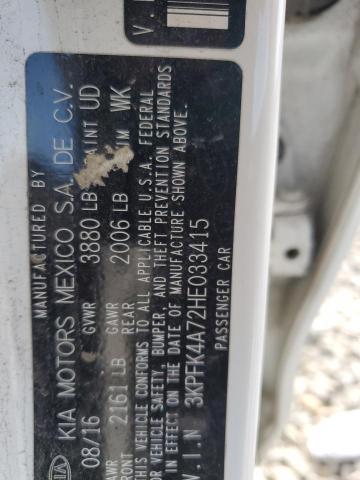 MANUFACTURED BY
KIA KIA MOTORS MEXICO S.A. DE C.V.
08/16 GVWR 3880 LB PAINT UD
GAWR GAWR
FRONT 2161 LB REAR 2006 LB WK
THIS VEHICLE CONFORMS TO ALL APPLICABLE U.S.A. FEDERAL
VEHICLE SAFETY, BUMPER, AND THEFT PREVENTION STANDARDS
IN EFFECT ON THE DATE OF MANUFACTURE SHOWN ABOVE.
V.I.N 3KPFK4A72HE033415
PASSENGER CAR
V.I